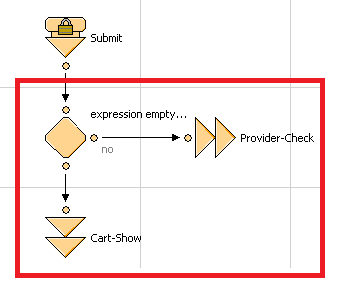 Submit
expression empty...
no
Provider-Check
Cart-Show